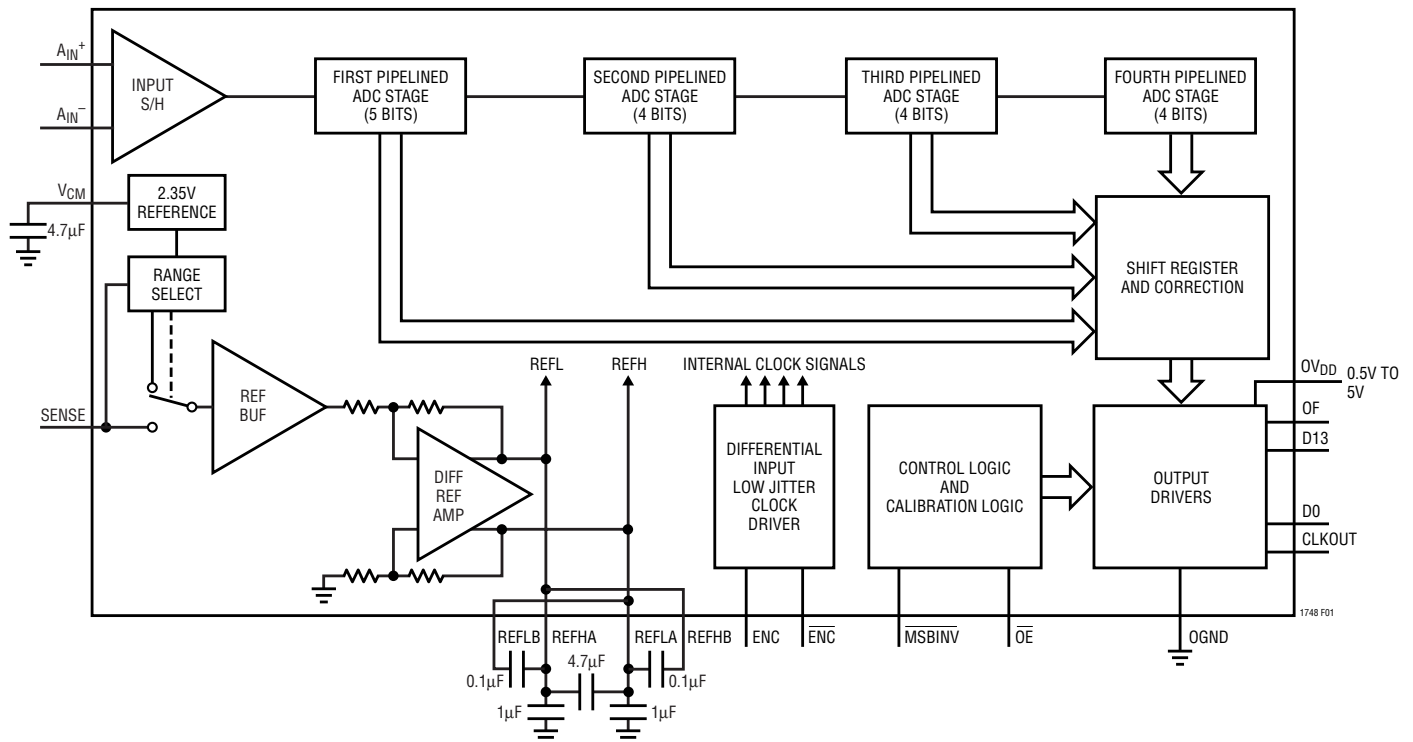 AIN+
AIN−
INPUT
S/H
FIRST PIPELINED
ADC STAGE
(5 BITS)
SECOND PIPELINED
ADC STAGE
(4 BITS)
THIRD PIPELINED
ADC STAGE
(4 BITS)
FOURTH PIPELINED
ADC STAGE
(4 BITS)
VCM
4.7µF
2.35V
REFERENCE
RANGE
SELECT
SHIFT REGISTER
AND CORRECTION
SENSE
REF
BUF
DIFF
REF
AMP
REFL
REFH
INTERNAL CLOCK SIGNALS
DIFFERENTIAL
INPUT
LOW JITTER
CLOCK
DRIVER
CONTROL LOGIC
AND
CALIBRATION LOGIC
OUTPUT
DRIVERS
OVDD
0.5V TO
5V
OF
D13
D0
CLKOUT
1748 F01
REFLB
REFHA
REFLA
REFHB
ENC
ENC
MSBINV
OE
OGND
4.7µF
0.1µF
0.1µF
1µF
1µF